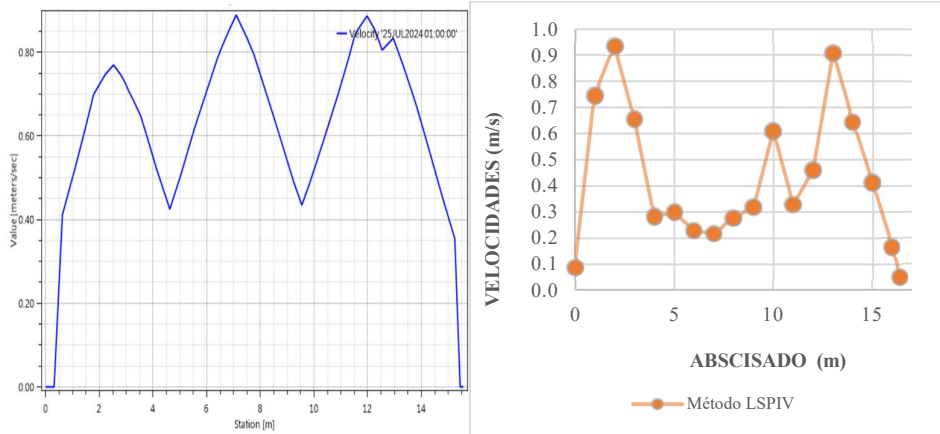 Velocity '25JUL2024 01:00:00'
Value [meters/sec]
0.80
0.60
0.40
0.20
0.00
0 2 4 6 8 10 12 14
Station [m]
VELOCIDADES (m/s)
1.0
0.9
0.8
0.7
0.6
0.5
0.4
0.3
0.2
0.1
0.0
0 5 10 15
ABSCISADO (m)
Método LSPIV